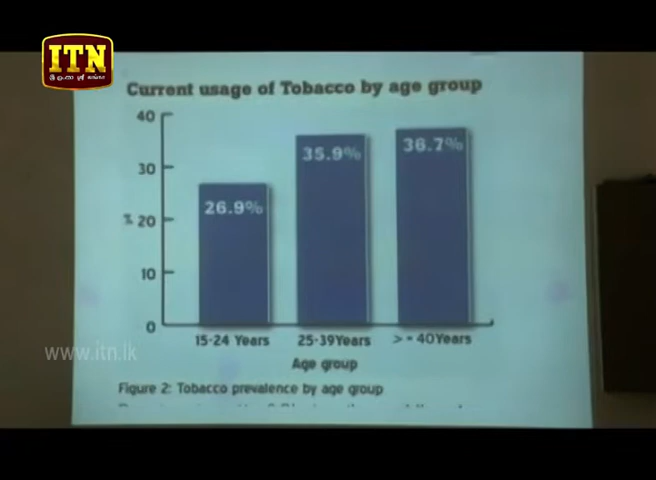 ITN
Current usage of Tobacco by age group
40
30
% 20
10
0
26.9%
35.9%
36.7%
15-24 Years
25-39Years
> = 40Years
Age group
Figure 2: Tobacco prevalence by age group
www.itn.lk